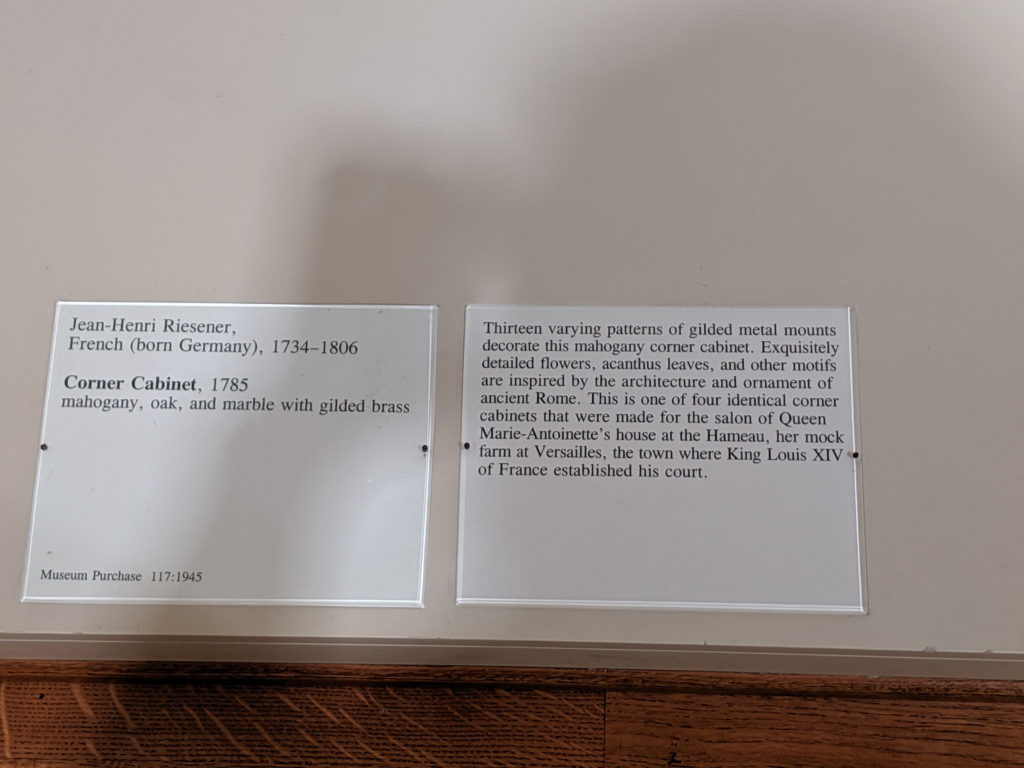 Jean-Henri Riesener,
French (born Germany), 1734–1806
Corner Cabinet, 1785
mahogany, oak, and marble with gilded brass
Museum Purchase 117:1945
Thirteen varying patterns of gilded metal mounts
decorate this mahogany corner cabinet. Exquisitely
detailed flowers, acanthus leaves, and other motifs
are inspired by the architecture and ornament of
ancient Rome. This is one of four identical corner
cabinets that were made for the salon of Queen
Marie-Antoinette's house at the Hameau, her mock
farm at Versailles, the town where King Louis XIV
of France established his court.